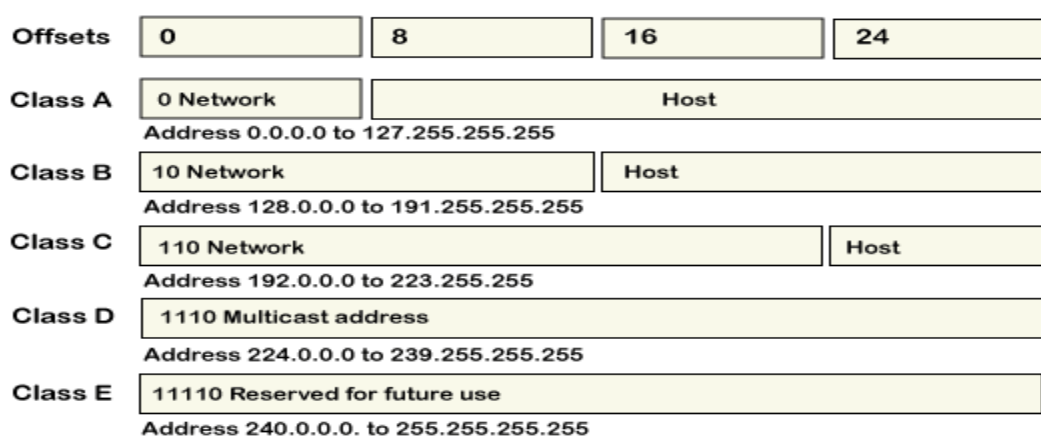 Offsets 0 8 16 24
Class A 0 Network Host
Address 0.0.0.0 to 127.255.255.255
Class B 10 Network Host
Address 128.0.0.0 to 191.255.255.255
Class C 110 Network Host
Address 192.0.0.0 to 223.255.255
Class D 1110 Multicast address
Address 224.0.0.0 to 239.255.255.255
Class E 11110 Reserved for future use
Address 240.0.0.0. to 255.255.255.255